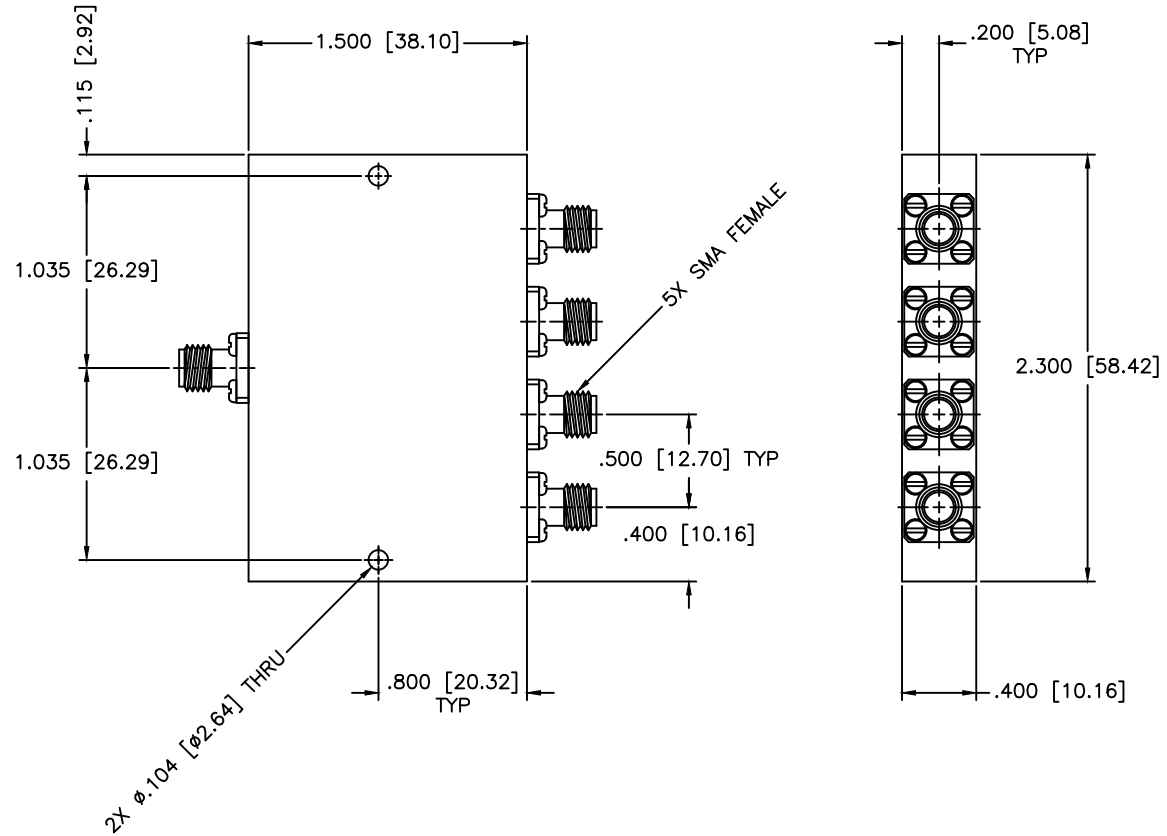 .115 [2.92]
1.500 [38.10]
.200 [5.08]
TYP
1.035 [26.29]
5X SMA FEMALE
2.300 [58.42]
1.035 [26.29]
.500 [12.70] TYP
.400 [10.16]
2X ø.104 [ø2.64] THRU
.800 [20.32]
TYP
.400 [10.16]